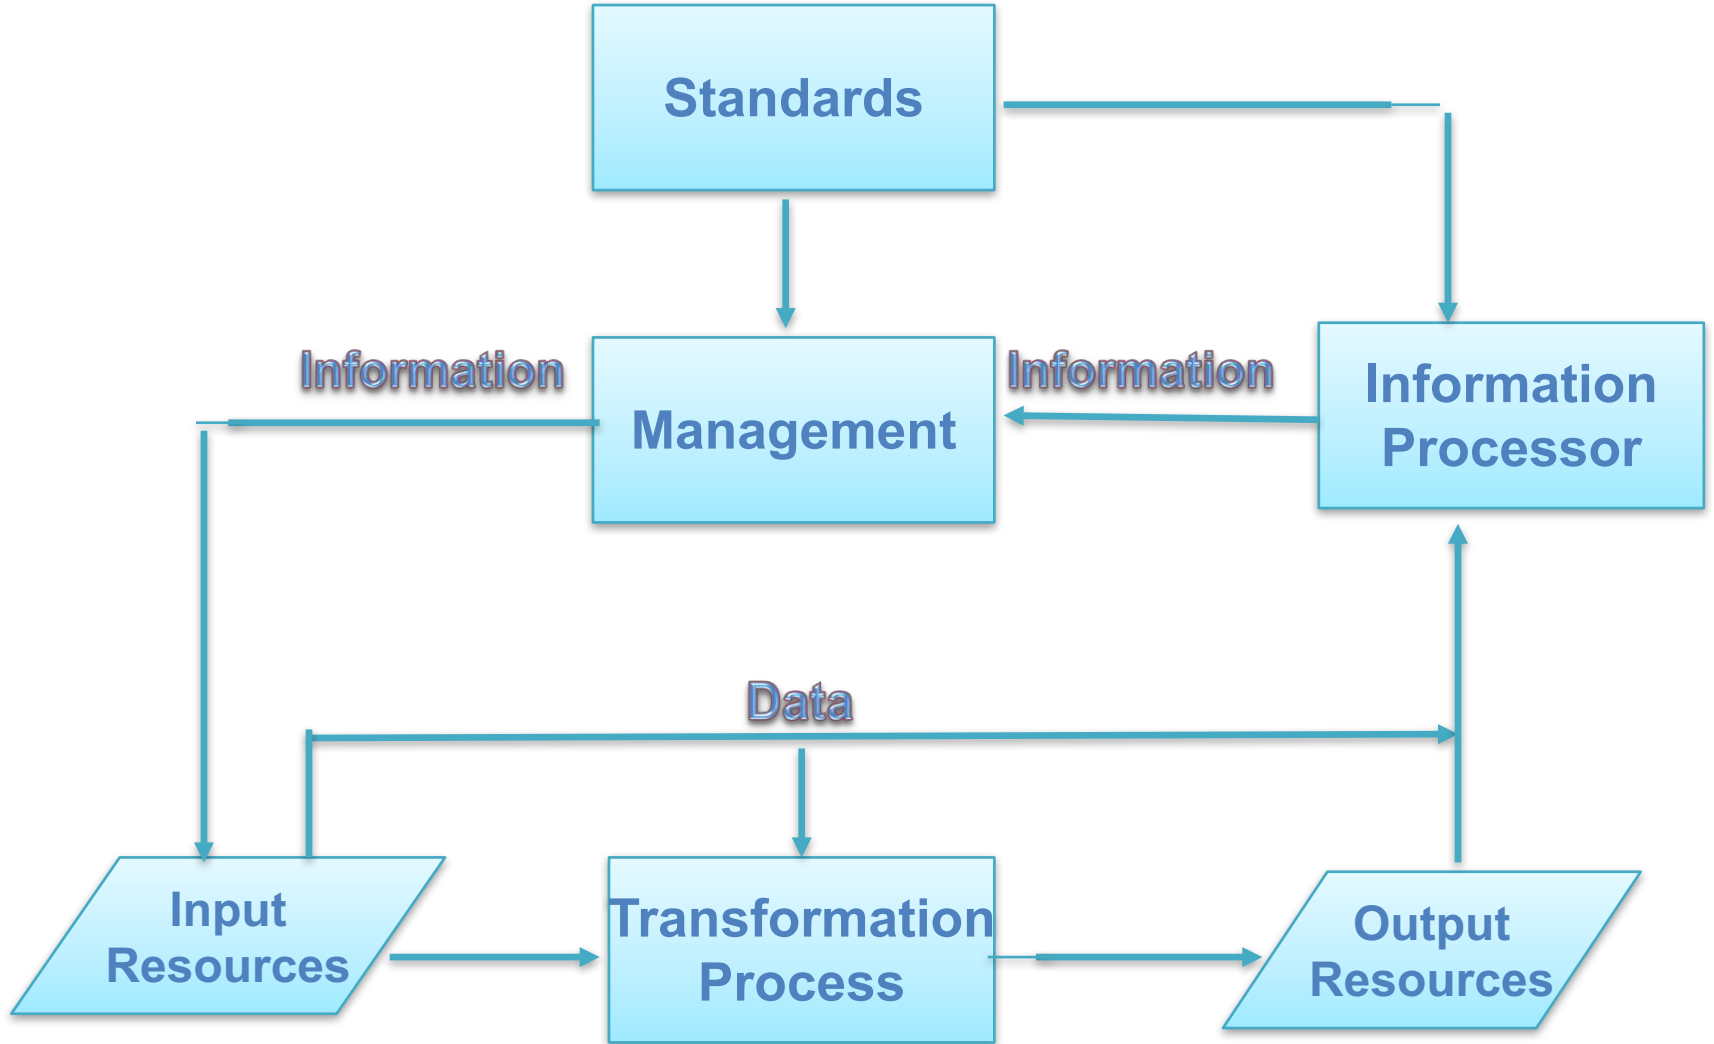 Standards
Information
Management
Information
Information
Processor
Data
Input
Resources
Transformation
Process
Output
Resources